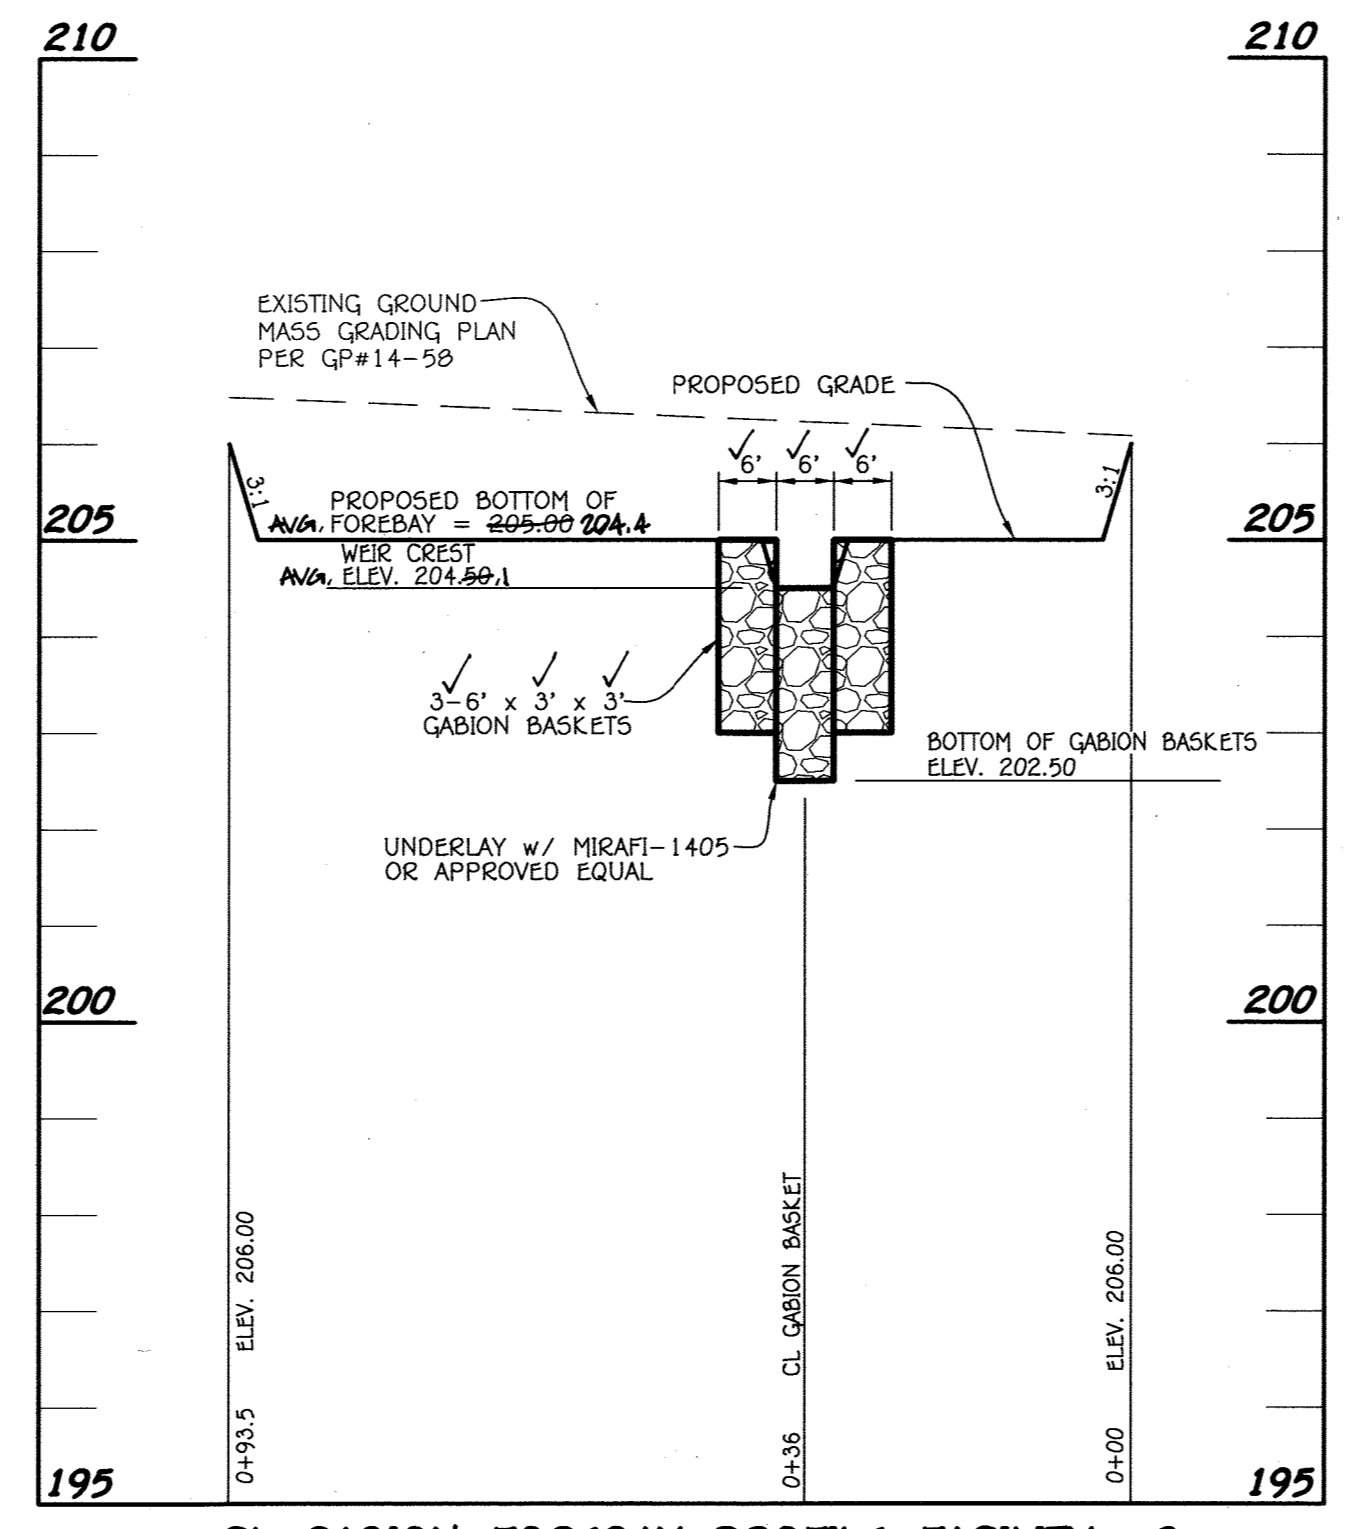 210 210
EXISTING GROUND
MASS GRADING PLAN
PER GP#14-58
PROPOSED GRADE
6' 6' 6'
3:1 3:1
PROPOSED BOTTOM OF
AVG. FOREBAY = 205.00 204.4
205 205
WEIR CREST
AVG. ELEV. 204.50.1
3-6' x 3' x 3'
GABION BASKETS
BOTTOM OF GABION BASKETS
ELEV. 202.50
UNDERLAY w/ MIRAFI-1405
OR APPROVED EQUAL
200 200
0+93.5 ELEV. 206.00
0+36 CL GABION BASKET
0+00 ELEV. 206.00
195 195